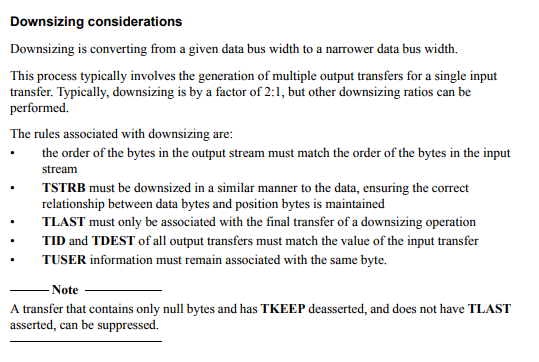 Downsizing considerations
Downsizing is converting from a given data bus width to a narrower data bus width.
This process typically involves the generation of multiple output transfers for a single input
transfer. Typically, downsizing is by a factor of 2:1, but other downsizing ratios can be
performed.
The rules associated with downsizing are:
• the order of the bytes in the output stream must match the order of the bytes in the input
stream
• TSTRB must be downsized in a similar manner to the data, ensuring the correct
relationship between data bytes and position bytes is maintained
• TLAST must only be associated with the final transfer of a downsizing operation
• TID and TDEST of all output transfers must match the value of the input transfer
• TUSER information must remain associated with the same byte.
Note
A transfer that contains only null bytes and has TKEEP deasserted, and does not have TLAST
asserted, can be suppressed.